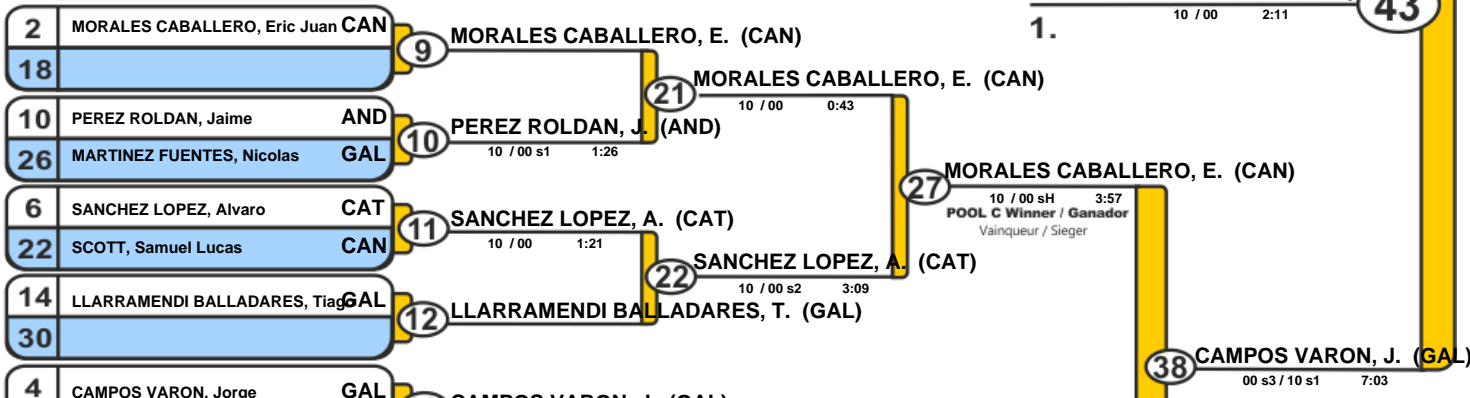 10 / 00 2:11
43
1.
2 MORALES CABALLERO, Eric Juan CAN
18
9 MORALES CABALLERO, E. (CAN)
21 MORALES CABALLERO, E. (CAN)
10 / 00 0:43
10 PEREZ ROLDAN, Jaime AND
26 MARTINEZ FUENTES, Nicolas GAL
10 PEREZ ROLDAN, J. (AND)
10 / 00 s1 1:26
27 MORALES CABALLERO, E. (CAN)
10 / 00 sH 3:57
POOL C Winner / Ganador
Vainqueur / Sieger
6 SANCHEZ LOPEZ, Alvaro CAT
22 SCOTT, Samuel Lucas CAN
11 SANCHEZ LOPEZ, A. (CAT)
10 / 00 1:21
22 SANCHEZ LOPEZ, A. (CAT)
10 / 00 s2 3:09
14 LLARRAMENDI BALLADARES, Tiago GAL
30
12 LLARRAMENDI BALLADARES, T. (GAL)
38 CAMPOS VARON, J. (GAL)
00 s3 / 10 s1 7:03
4 CAMPOS VARON, Jorge GAL
CAMPOS VARON, J. (GAL)